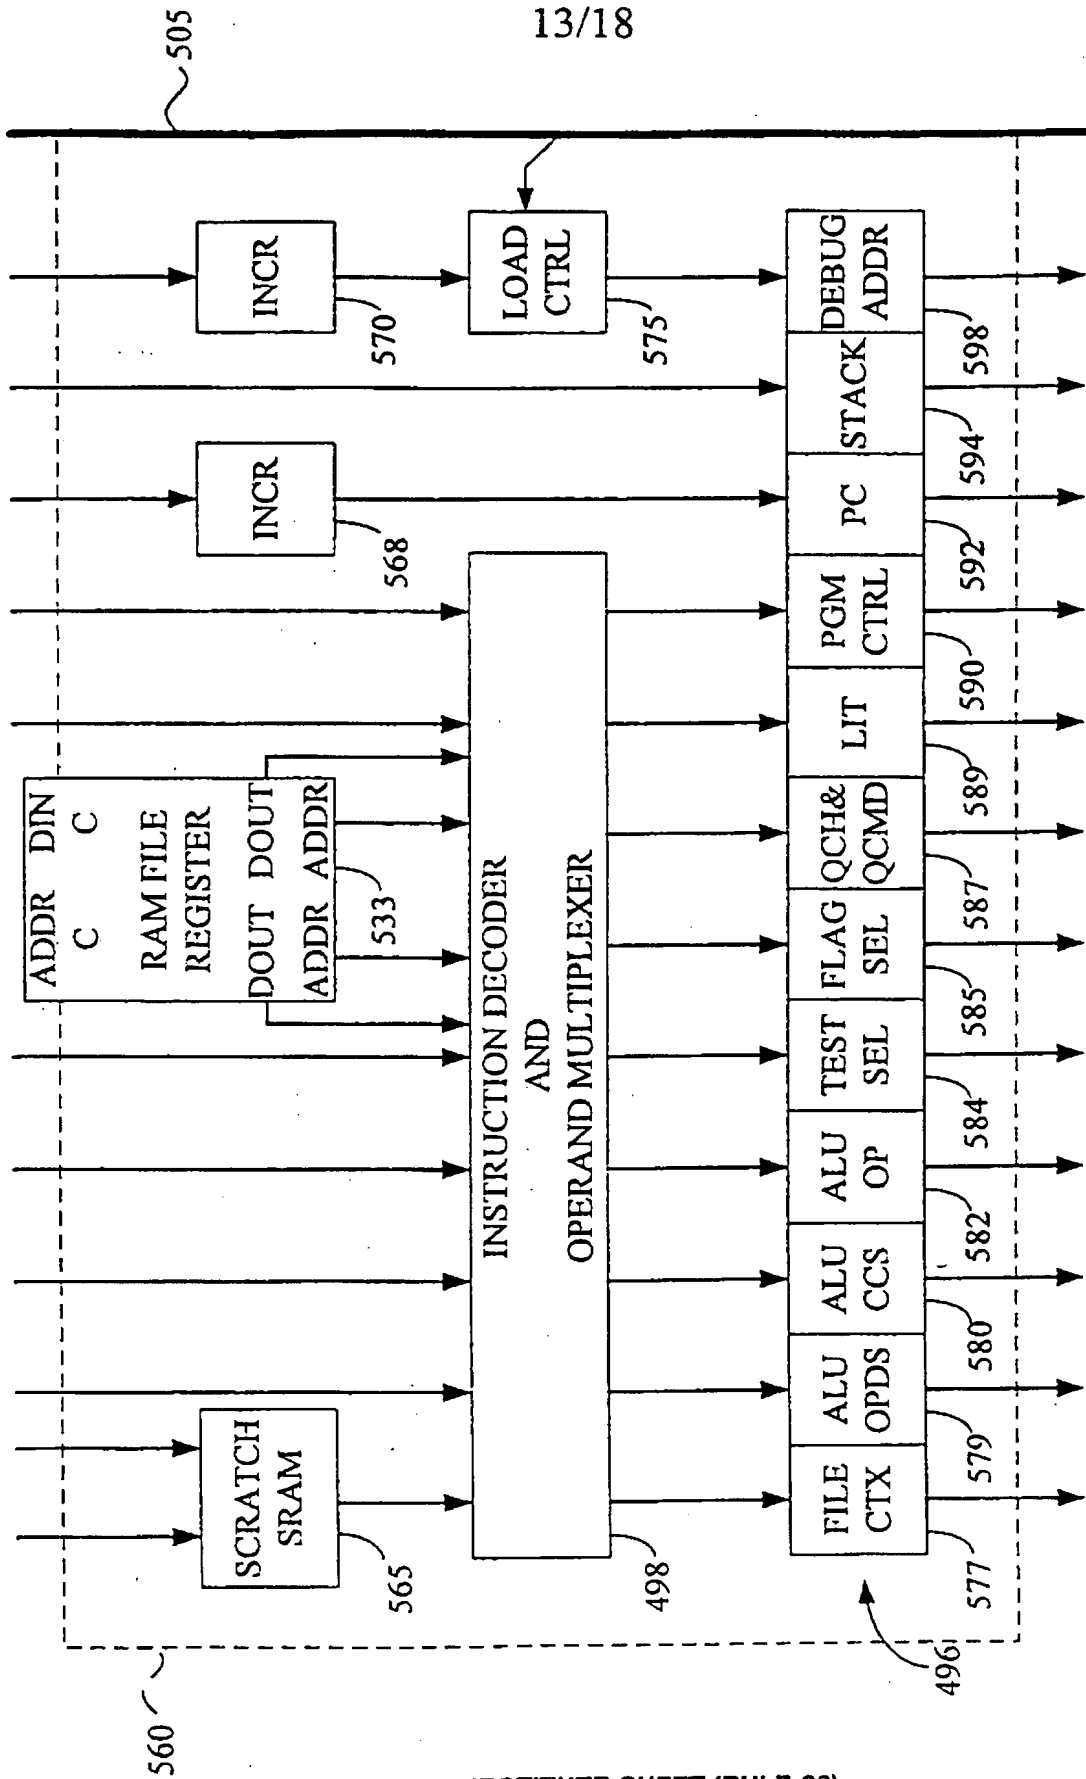 13/18
505
560
ADDR DIN
C C
RAM FILE
REGISTER
DOUT DOUT
ADDR ADDR
533
SCRATCH
SRAM
565
INCR
568
INCR
570
INSTRUCTION DECODER
AND
OPERAND MULTIPLEXER
498
LOAD
CTRL
575
496
FILE
CTX
577
ALU
OPDS
579
ALU
CCS
580
ALU
OP
582
TEST
SEL
584
FLAG
SEL
585
QCH&
QCMD
587
LIT
589
PGM
CTRL
590
PC
592
STACK
594
DEBUG
ADDR
598